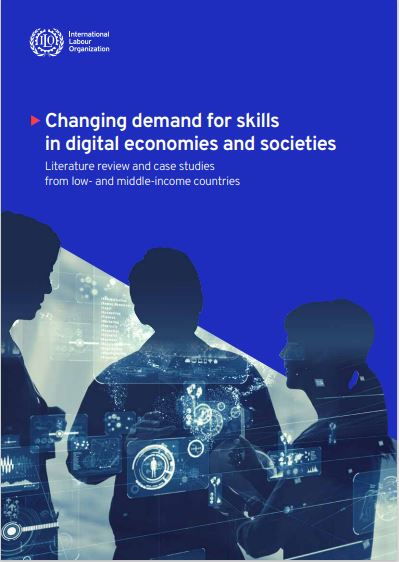 International
Labour
Organization
Changing demand for skills
in digital economies and societies
Literature review and case studies
from low- and middle-income countries